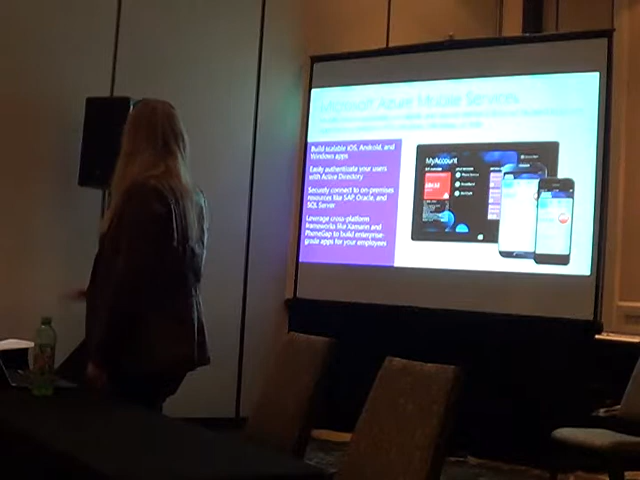 Microsoft Azure Mobile Services
Build scalable iOS, Android, and
Windows apps
Easily authenticate your users
with Active Directory
Securely connect to on-premises
resources like SAP, Oracle, and
SQL Server
Leverage cross-platform
frameworks like Xamarin and
PhoneGap to build enterprise-
grade apps for your employees
MyAccount